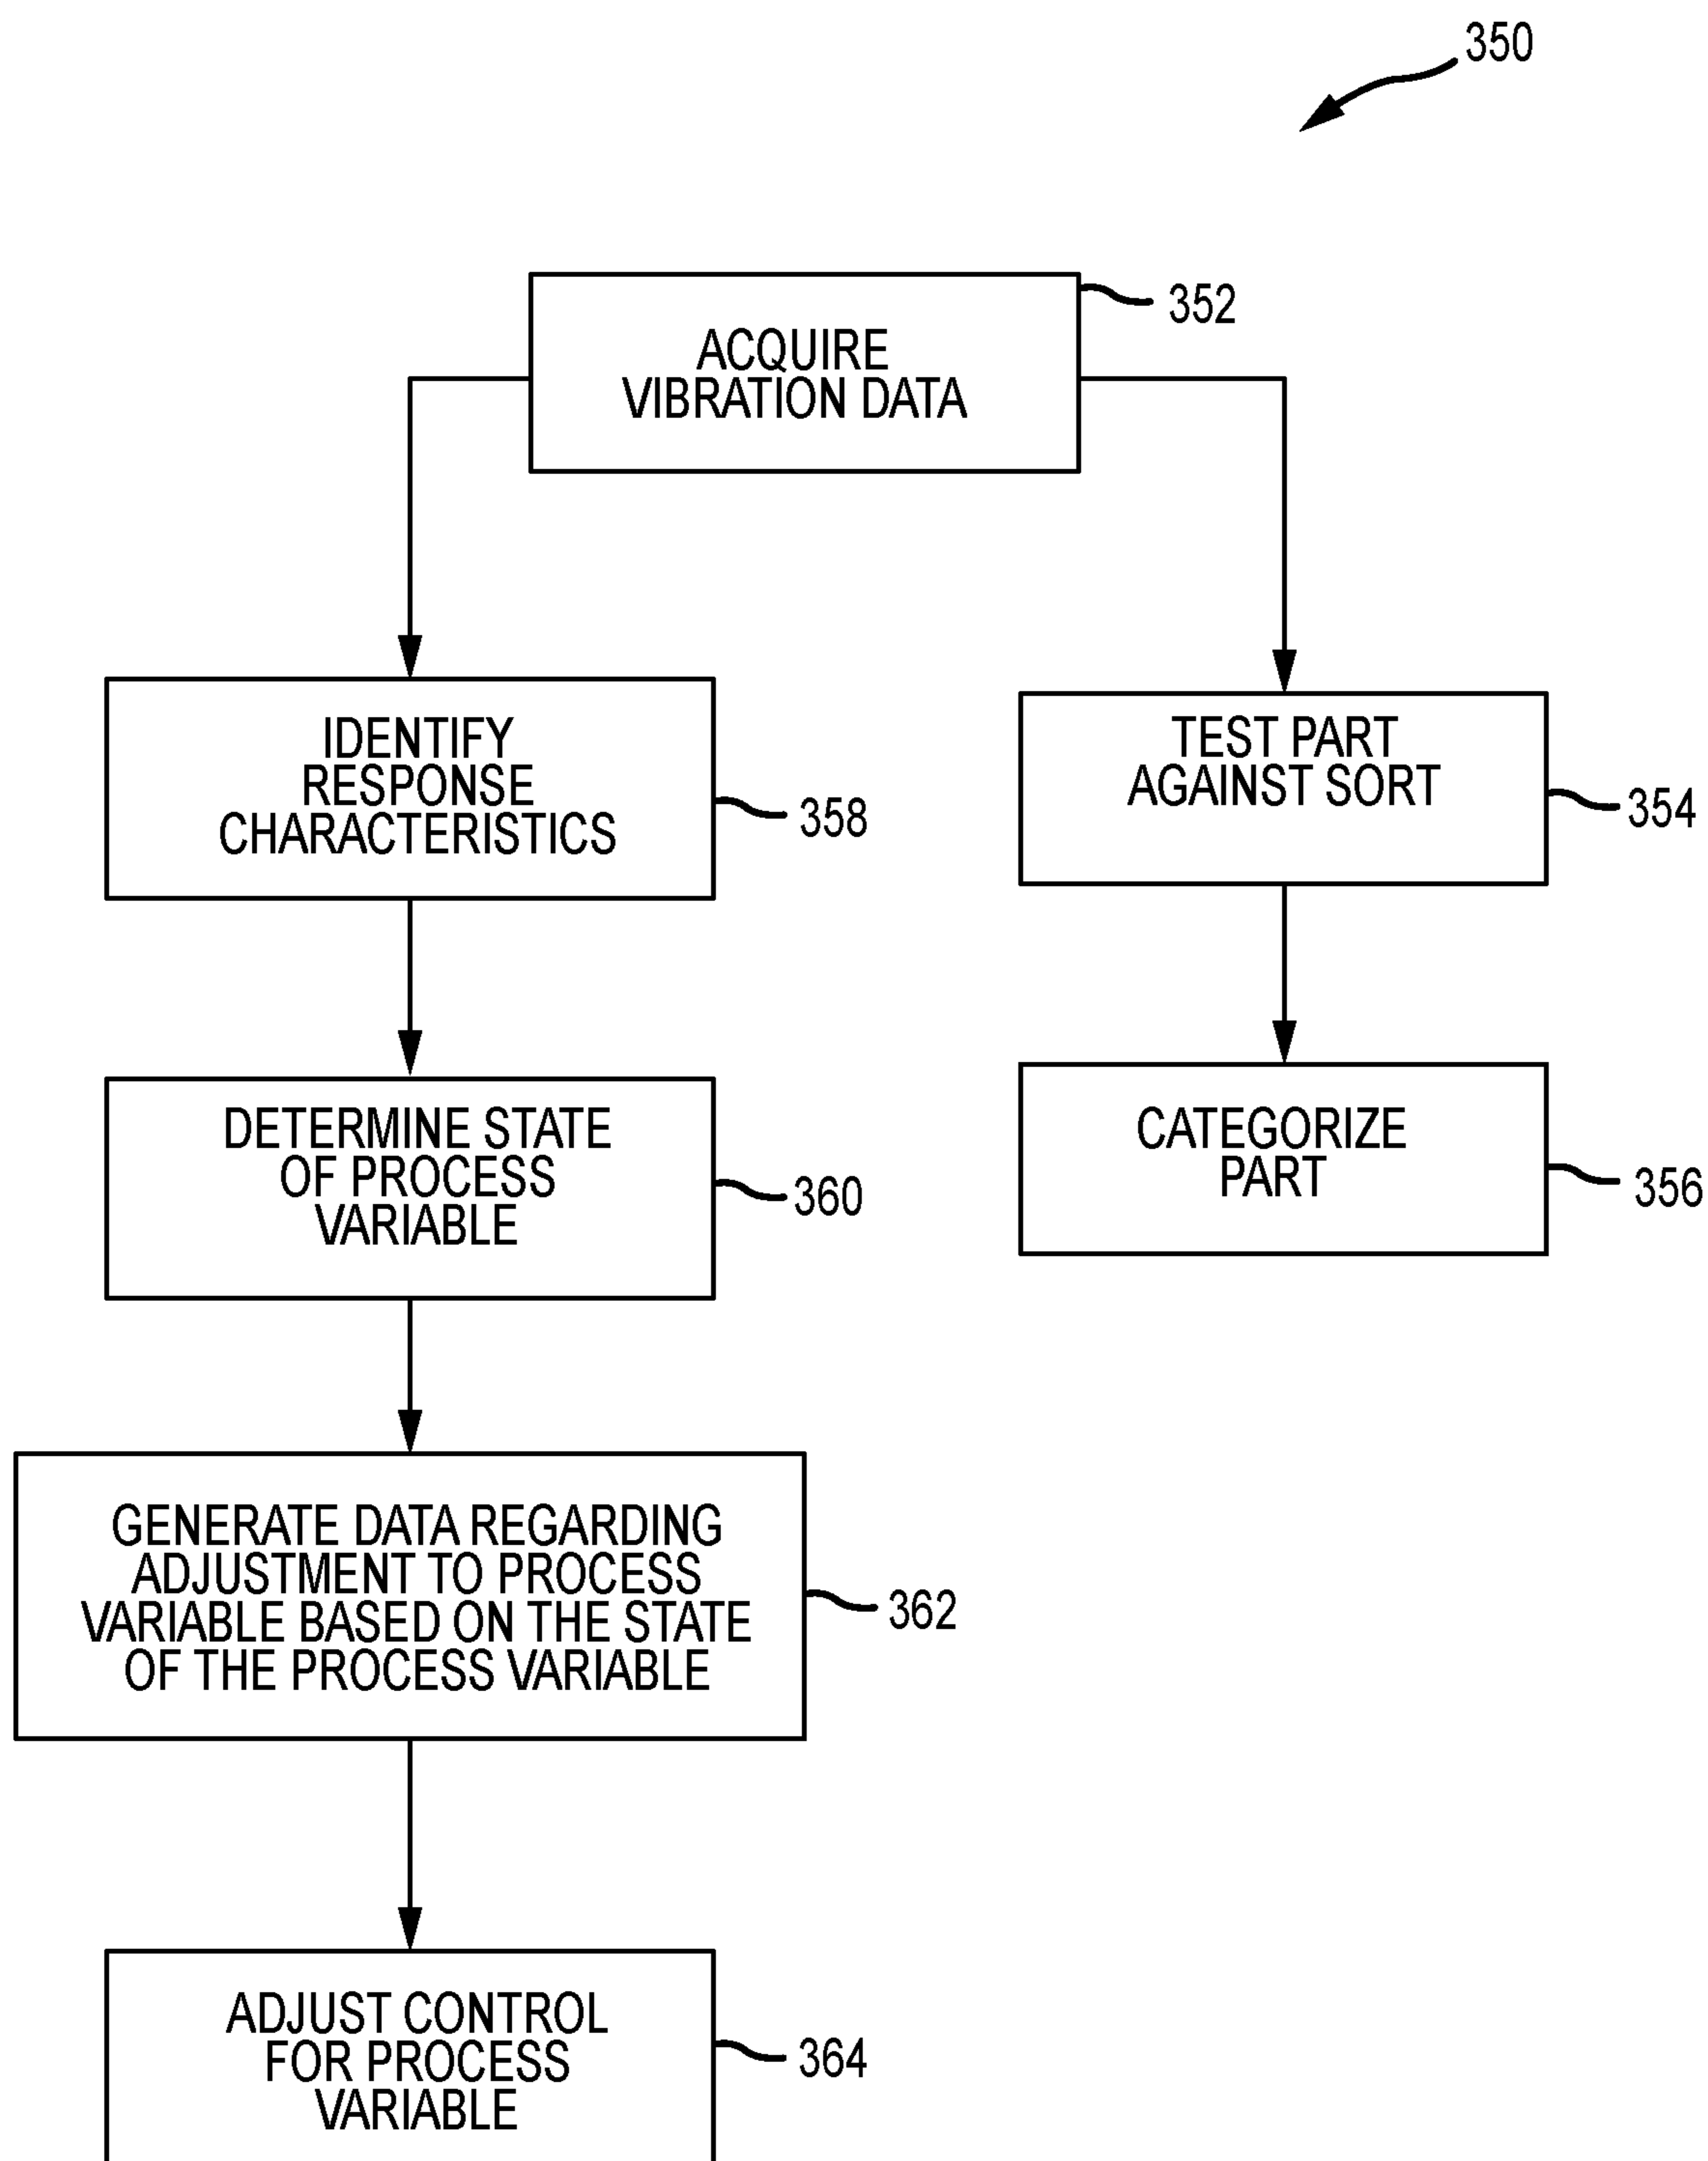 350
352
ACQUIRE
VIBRATION DATA
IDENTIFY
RESPONSE
CHARACTERISTICS
358
TEST PART
AGAINST SORT
354
DETERMINE STATE
OF PROCESS
VARIABLE
360
CATEGORIZE
PART
356
GENERATE DATA REGARDING
ADJUSTMENT TO PROCESS
VARIABLE BASED ON THE STATE
OF THE PROCESS VARIABLE
362
ADJUST CONTROL
FOR PROCESS
VARIABLE
364